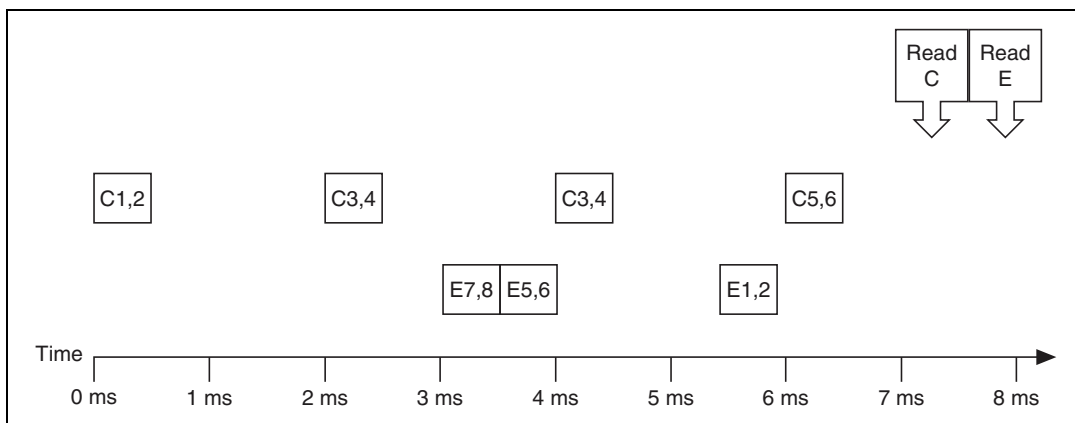 Read
C
Read
E
C1,2
C3,4
C3,4
C5,6
E7,8
E5,6
E1,2
Time
0 ms
1 ms
2 ms
3 ms
4 ms
5 ms
6 ms
7 ms
8 ms